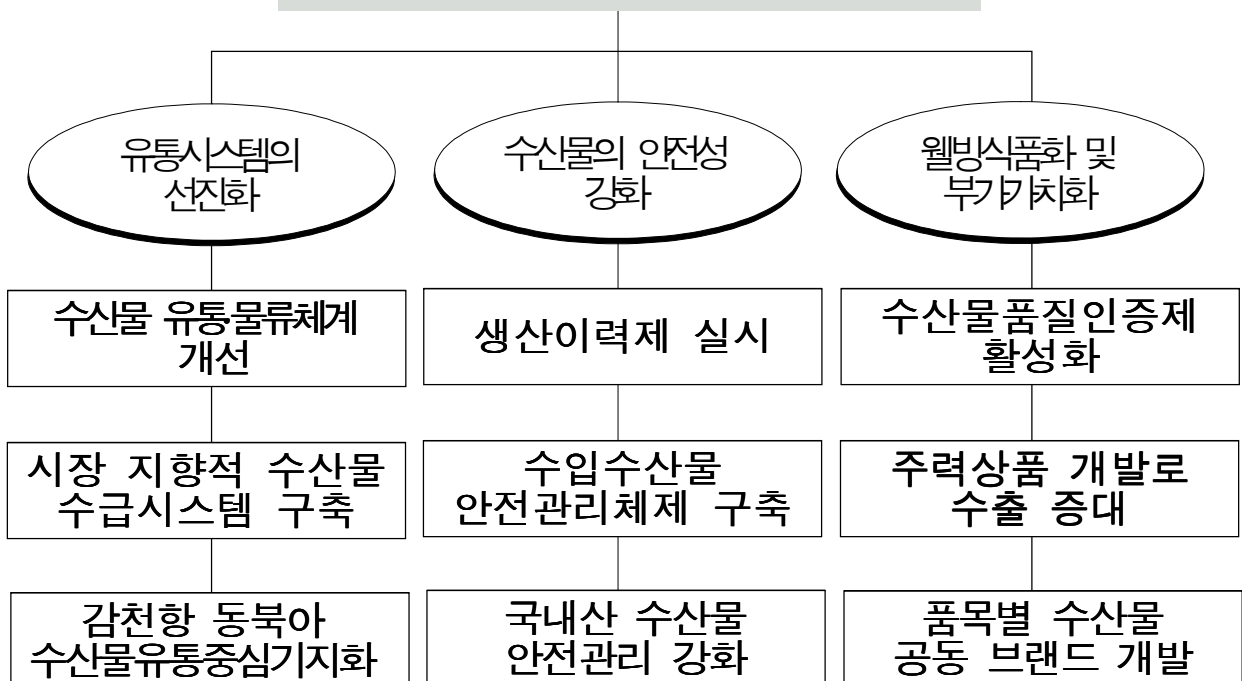 유통시스템의
선진화
수산물의 안전성
강화
웰빙식품화 및
부가가치화
수산물 유통·물류체계
개선
생산이력제 실시
수산물품질인증제
활성화
시장 지향적 수산물
수급시스템 구축
수입수산물
안전관리체제 구축
주력상품 개발로
수출 증대
감천항 동북아
수산물유통중심기지화
국내산 수산물
안전관리 강화
품목별 수산물
공동 브랜드 개발